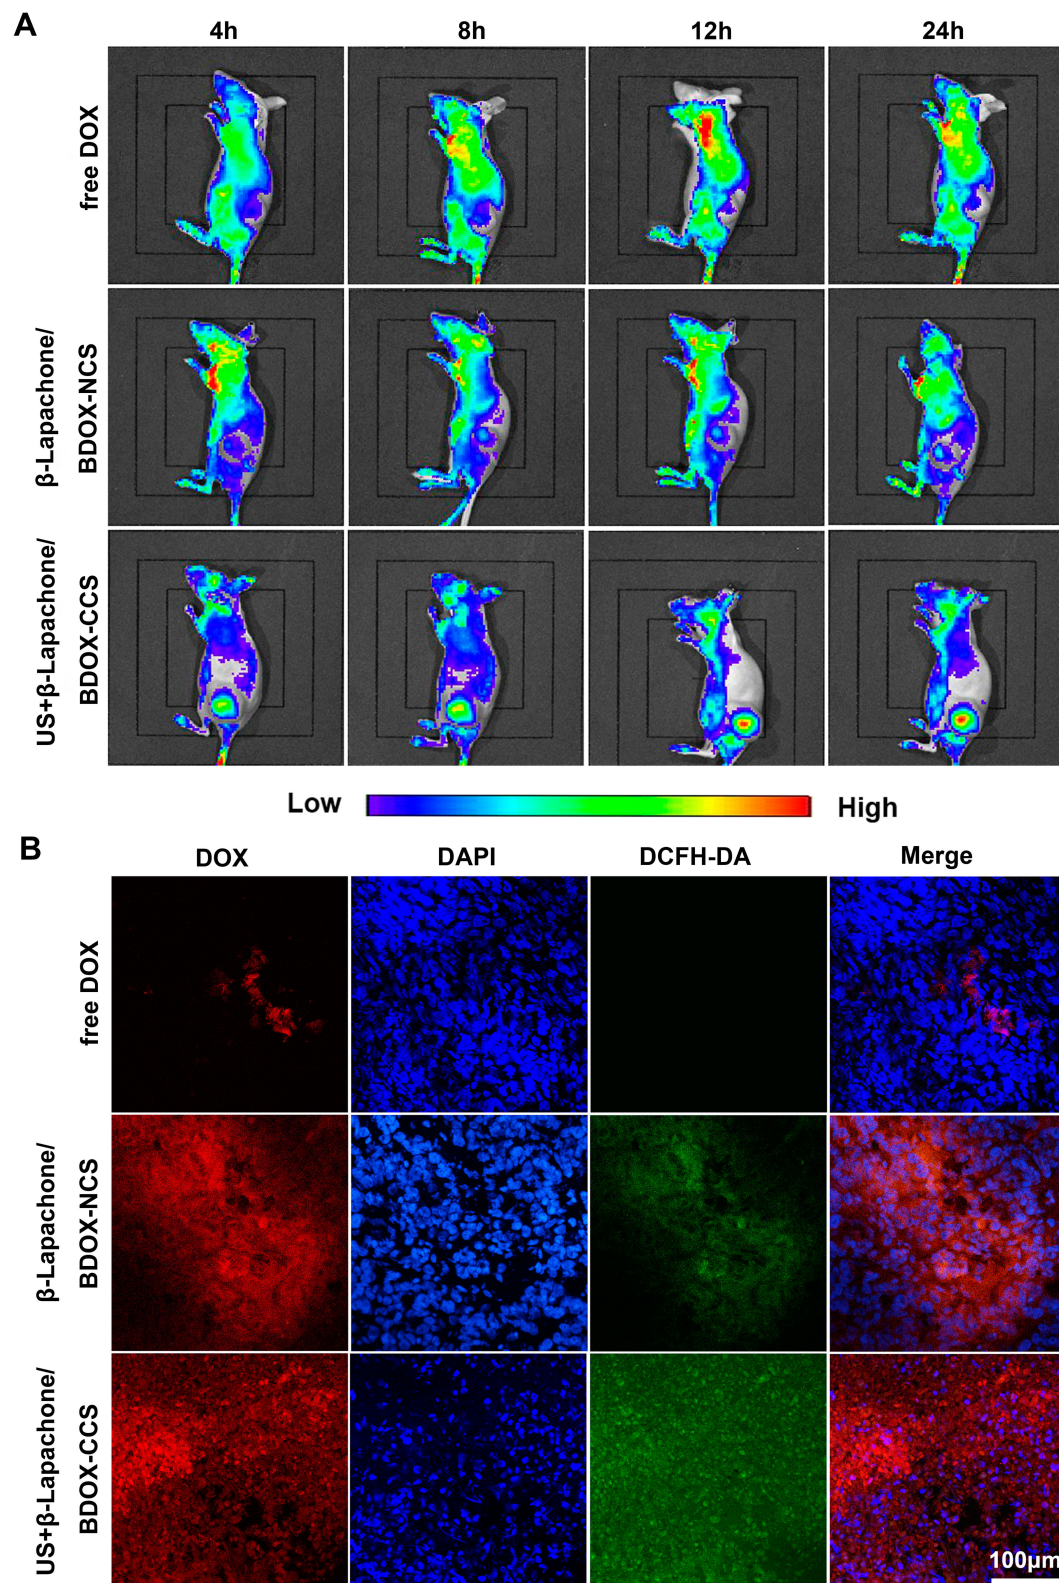 A
4h 8h 12h 24h
free DOX
β-Lapachone/
BDOX-NCS
US+β-Lapachone/
BDOX-CCS
Low High
B
DOX DAPI DCFH-DA Merge
free DOX
β-Lapachone/
BDOX-NCS
US+β-Lapachone/
BDOX-CCS
100μm